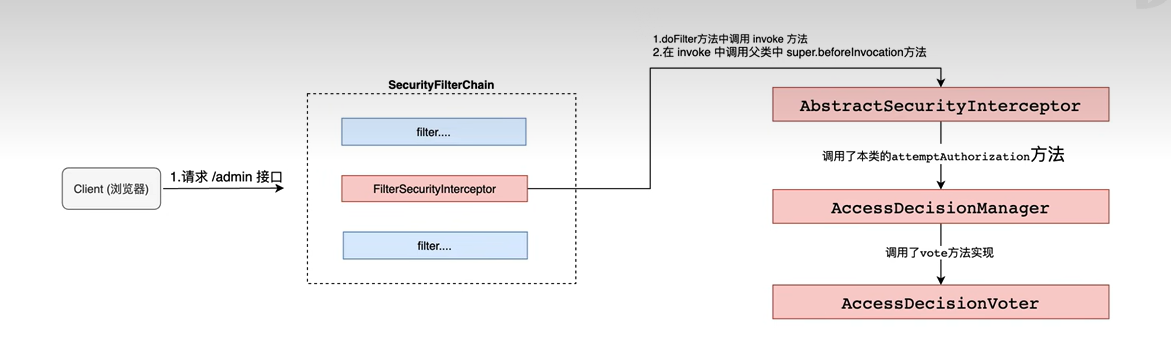 1.doFilter方法中调用 invoke 方法
2.在 invoke 中调用父类中 super.beforeInvocation方法
SecurityFilterChain
filter....
Client (浏览器)
1.请求 /admin 接口
FilterSecurityInterceptor
filter....
AbstractSecurityInterceptor
调用了本类的attemptAuthorization方法
AccessDecisionManager
调用了vote方法实现
AccessDecisionVoter